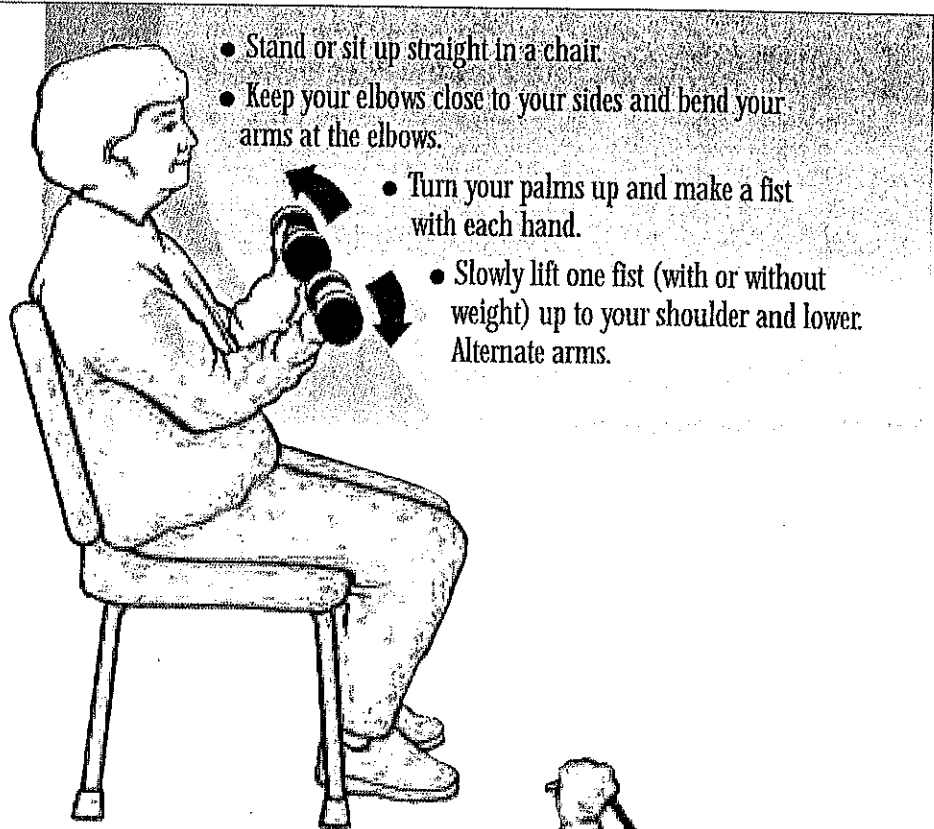 • Stand or sit up straight in a chair.
• Keep your elbows close to your sides and bend your
arms at the elbows.
• Turn your palms up and make a fist
with each hand.
• Slowly lift one fist (with or without
weight) up to your shoulder and lower.
Alternate arms.